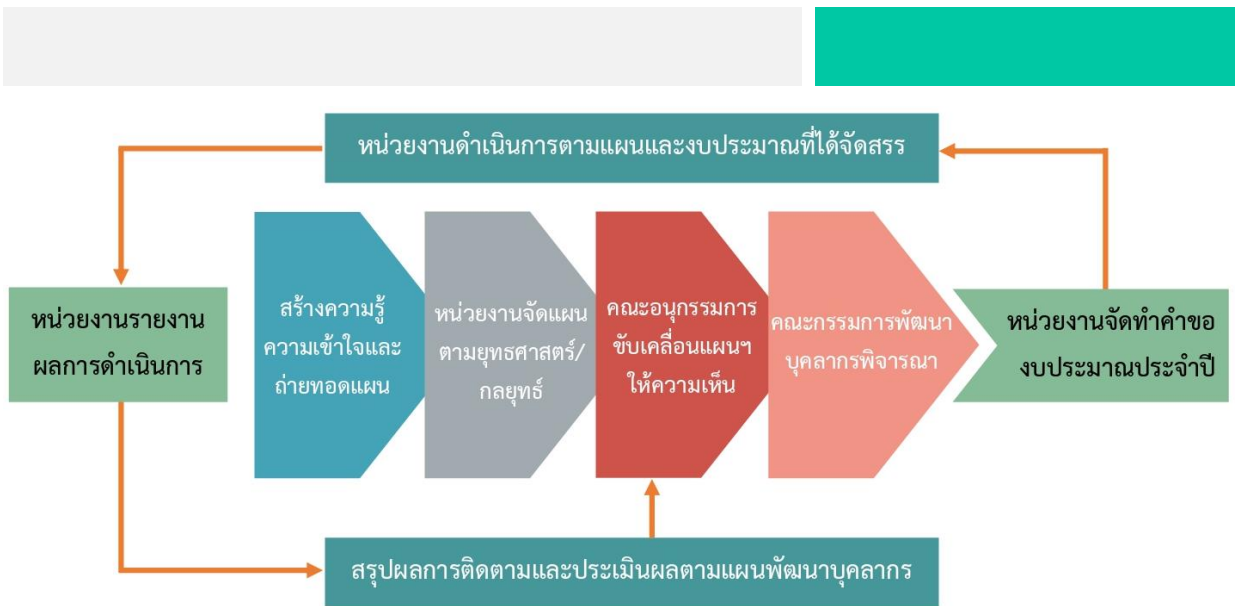 หน่วยงานดำเนินการตามแผนและงบประมาณที่ได้จัดสรร
หน่วยงานรายงาน
ผลการดำเนินการ
สร้างความรู้
ความเข้าใจและ
ถ่ายทอดแผน
หน่วยงานจัดแผน
ตามยุทธศาสตร์/
กลยุทธ์
คณะอนุกรรมการ
ขับเคลื่อนแผนฯ
ให้ความเห็น
คณะกรรมการพัฒนา
บุคลากรพิจารณา
หน่วยงานจัดทำคำขอ
งบประมาณประจำปี
สรุปผลการติดตามและประเมินผลตามแผนพัฒนาบุคลากร